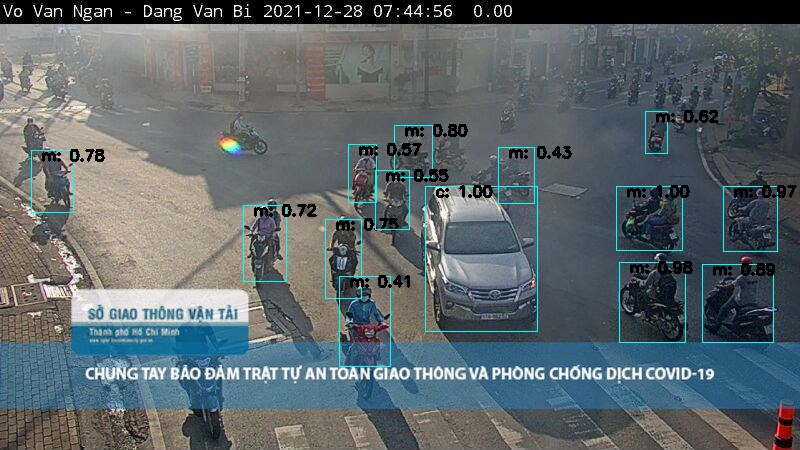 Vo Van Ngan - Dang Van Bi 2021-12-28 07:44:56  0.00
m: 0.62
m: 0.80
m: 0.57
m: 0.43
m: 0.78
m: 0.55
c: 1.00
m: 1.00
m: 0.97
m: 0.72
m: 0.75
m: 0.98
m: 0.89
m: 0.41
SỞ GIAO THÔNG VẬN TẢI
Thành phố Hồ Chí Minh
CHUNG TAY BẢO ĐẢM TRẬT TỰ AN TOÀN GIAO THÔNG VÀ PHÒNG CHỐNG DỊCH COVID-19